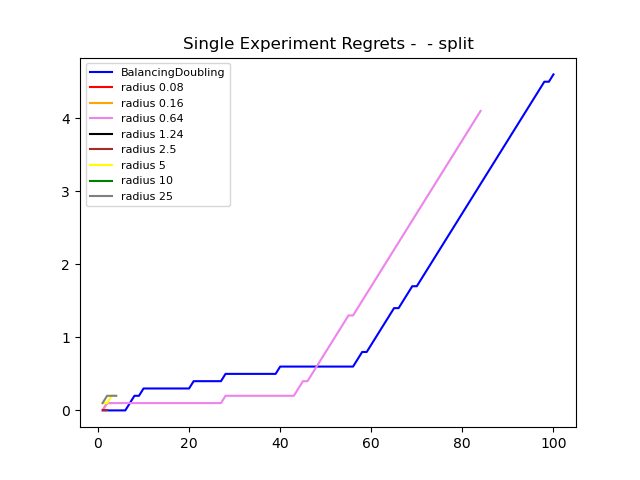 Single Experiment Regrets -  - split
BalancingDoubling
radius 0.08
radius 0.16
radius 0.64
radius 1.24
radius 2.5
radius 5
radius 10
radius 25
4
3
2
1
0
0 20 40 60 80 100